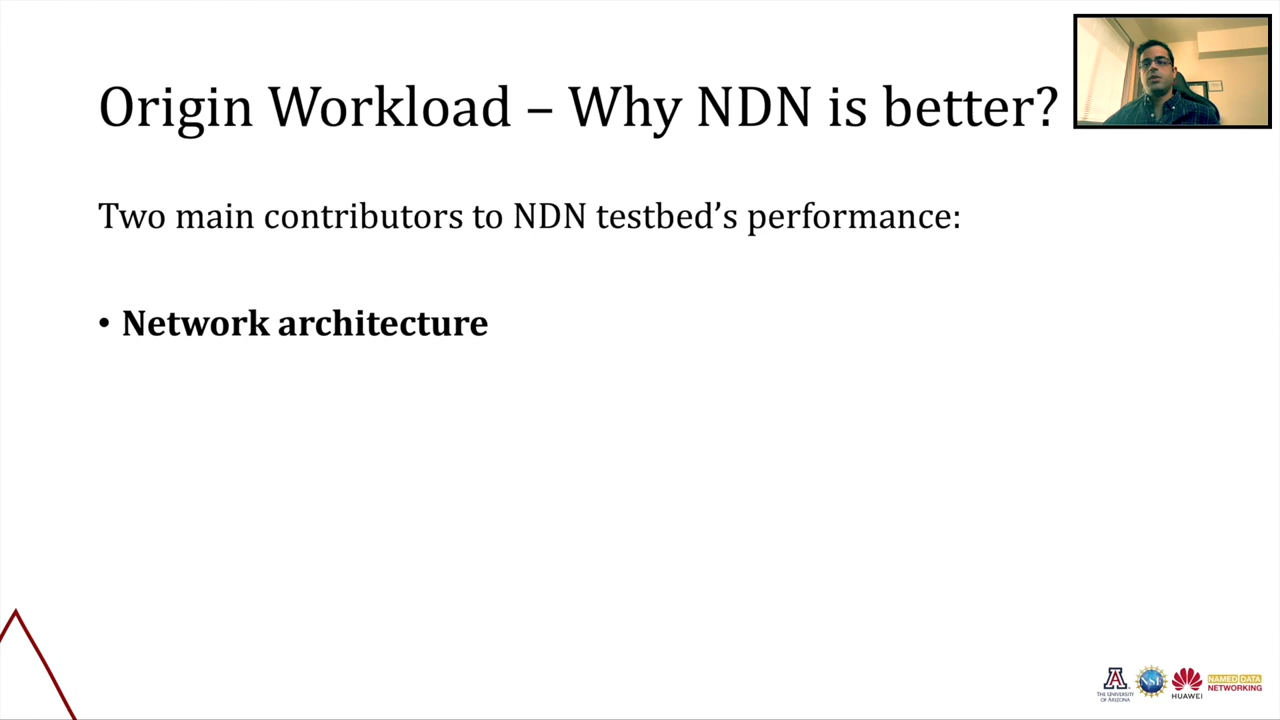 Origin Workload – Why NDN is better?
Two main contributors to NDN testbed’s performance:
• Network architecture
THE UNIVERSITY
OF ARIZONA
NSF
HUAWEI
NAMED DATA
NETWORKING